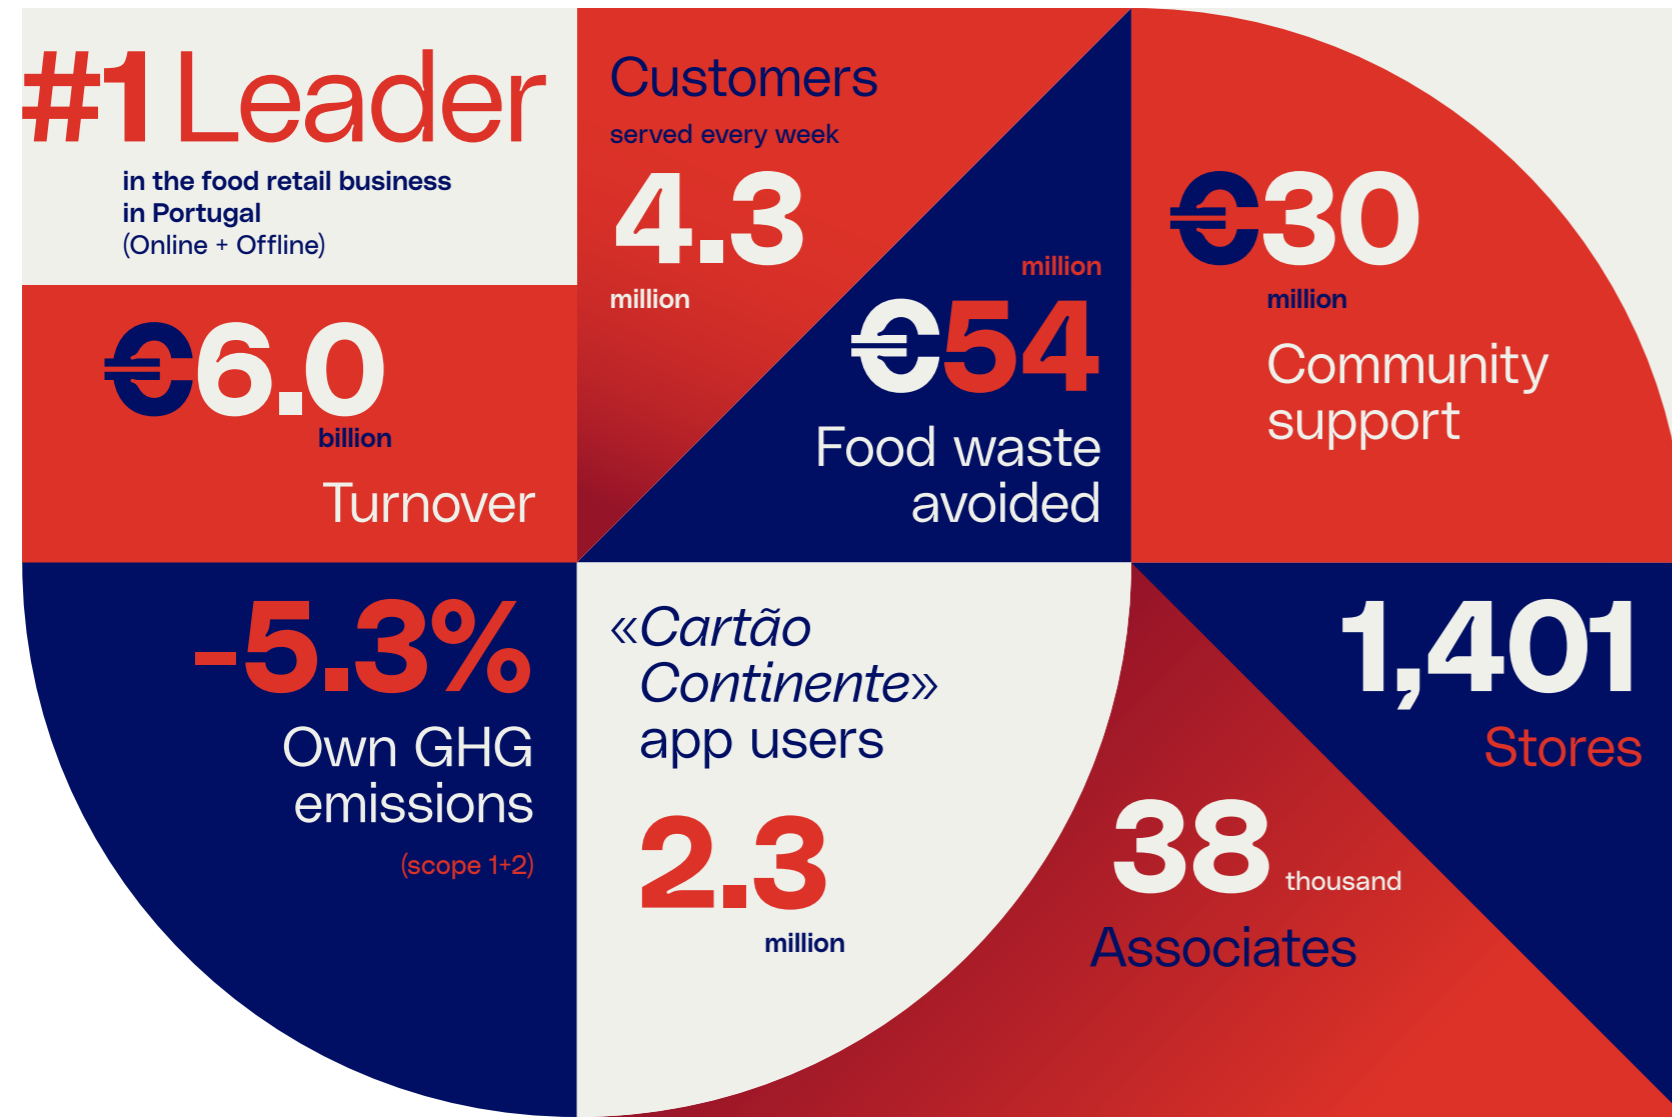 #1 Leader
in the food retail business
in Portugal
(Online + Offline)
€6.0
billion
Turnover
Customers
served every week
4.3
million
million
€54
Food waste
avoided
€30
million
Community
support
-5.3%
Own GHG
emissions
(scope 1+2)
«Cartão
Continente»
app users
2.3
million
38 thousand
Associates
1,401
Stores